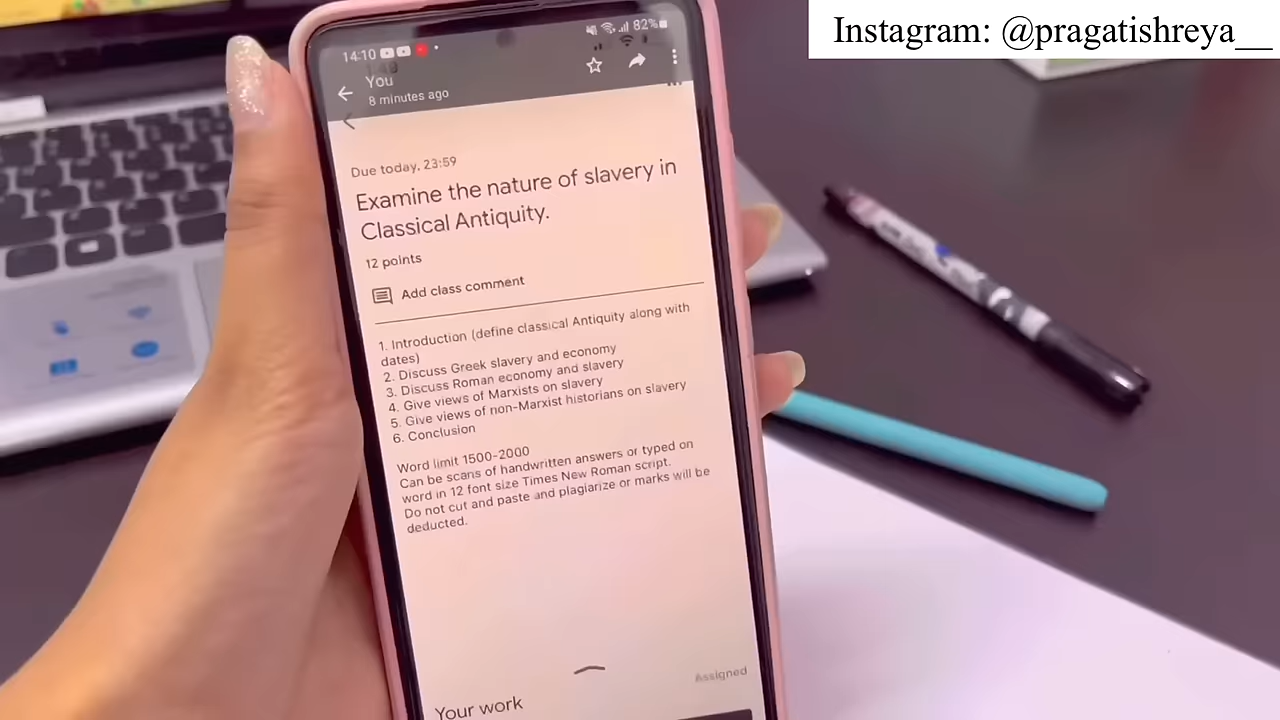 Instagram: @pragatishreya__
14:10
82%
You
8 minutes ago
Due today, 23:59
Examine the nature of slavery in
Classical Antiquity.
12 points
Add class comment
1. Introduction (define classical Antiquity along with
dates)
2. Discuss Greek slavery and economy
3. Discuss Roman economy and slavery
4. Give views of Marxists on slavery
5. Give views of non-Marxist historians on slavery
6. Conclusion
Word limit 1500-2000
Can be scans of handwritten answers or typed on
word in 12 font size Times New Roman script.
Do not cut and paste and plagiarize or marks will be
deducted.
Assigned
Your work